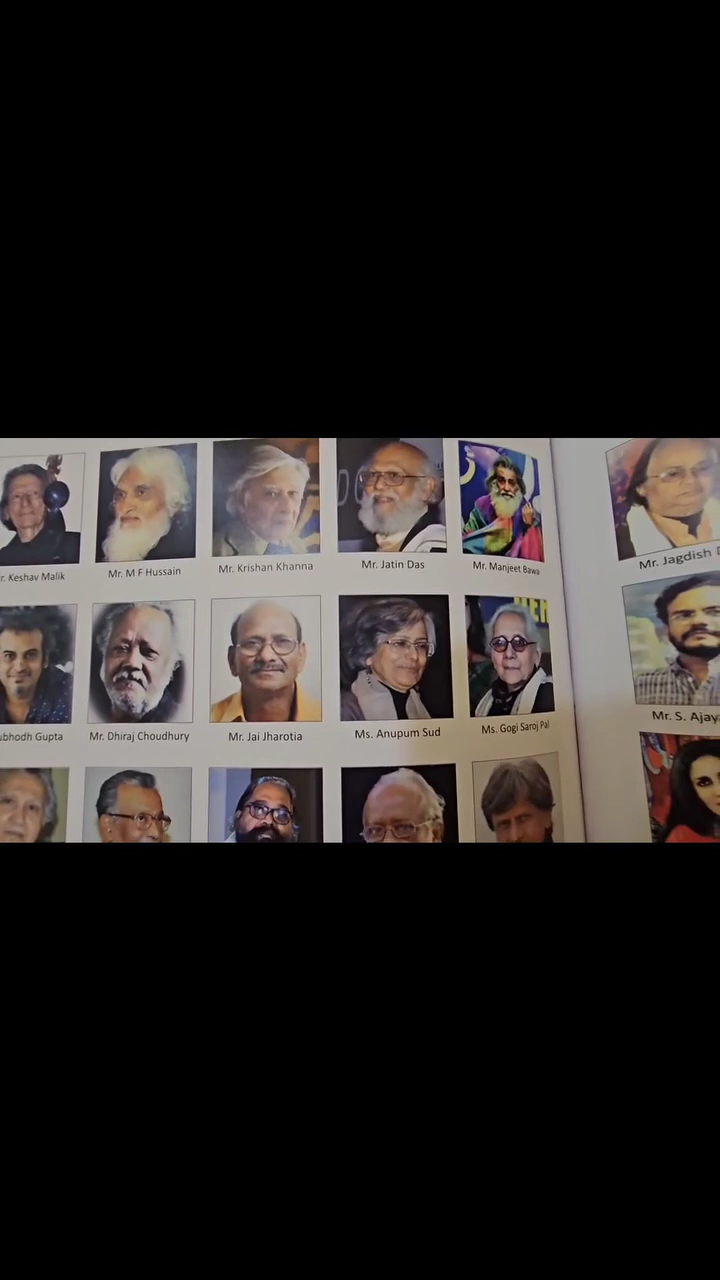 r. Keshav Malik
Mr. M F Hussain
Mr. Krishan Khanna
Mr. Jatin Das
Mr. Manjeet Bawa
ubhodh Gupta
Mr. Dhiraj Choudhury
Mr. Jai Jharotia
Ms. Anupum Sud
Ms. Gogi Saroj Pal
Mr. Jagdish
Mr. S. Ajay